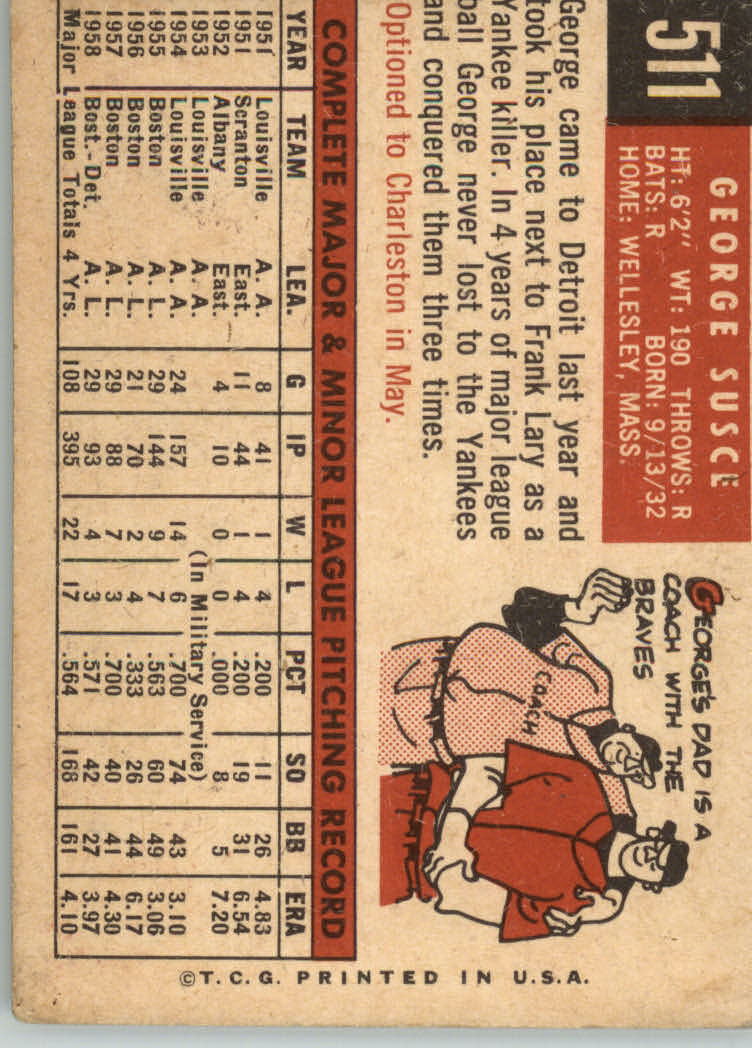 511
GEORGE SUSCE
HT: 6'2" WT: 190 THROWS: R
BATS: R BORN: 9/13/32
HOME: WELLESLEY, MASS.
George came to Detroit last year and
took his place next to Frank Lary as a
Yankee killer. In 4 years of major league
ball George never lost to the Yankees
and conquered them three times.
Optioned to Charleston in May.
GEORGE'S DAD IS A
COACH WITH THE
BRAVES
COACH
COMPLETE MAJOR & MINOR LEAGUE PITCHING RECORD
YEAR TEAM LEA. G IP W L PCT SO BB ERA
1951 Louisville A. A. 8 41 1 4 .200 11 26 4.83
1951 Scranton East. 11 44 1 4 .200 19 31 6.54
1952 Albany East. 4 10 0 0 .000 8 5 7.20
1953 Louisville A. A. (In Military Service)
1954 Louisville A. A. 24 157 14 6 .700 74 43 3.10
1955 Boston A. L. 29 144 9 7 .563 60 49 3.06
1956 Boston A. L. 21 70 2 4 .333 26 44 6.17
1957 Boston A. L. 29 88 7 3 .700 40 41 4.30
1958 Bost.-Det. A. L. 29 93 4 3 .571 42 27 3.97
Major League Totals 4 Yrs. 108 395 22 17 .564 168 161 4.10
©T.C.G. PRINTED IN U.S.A.